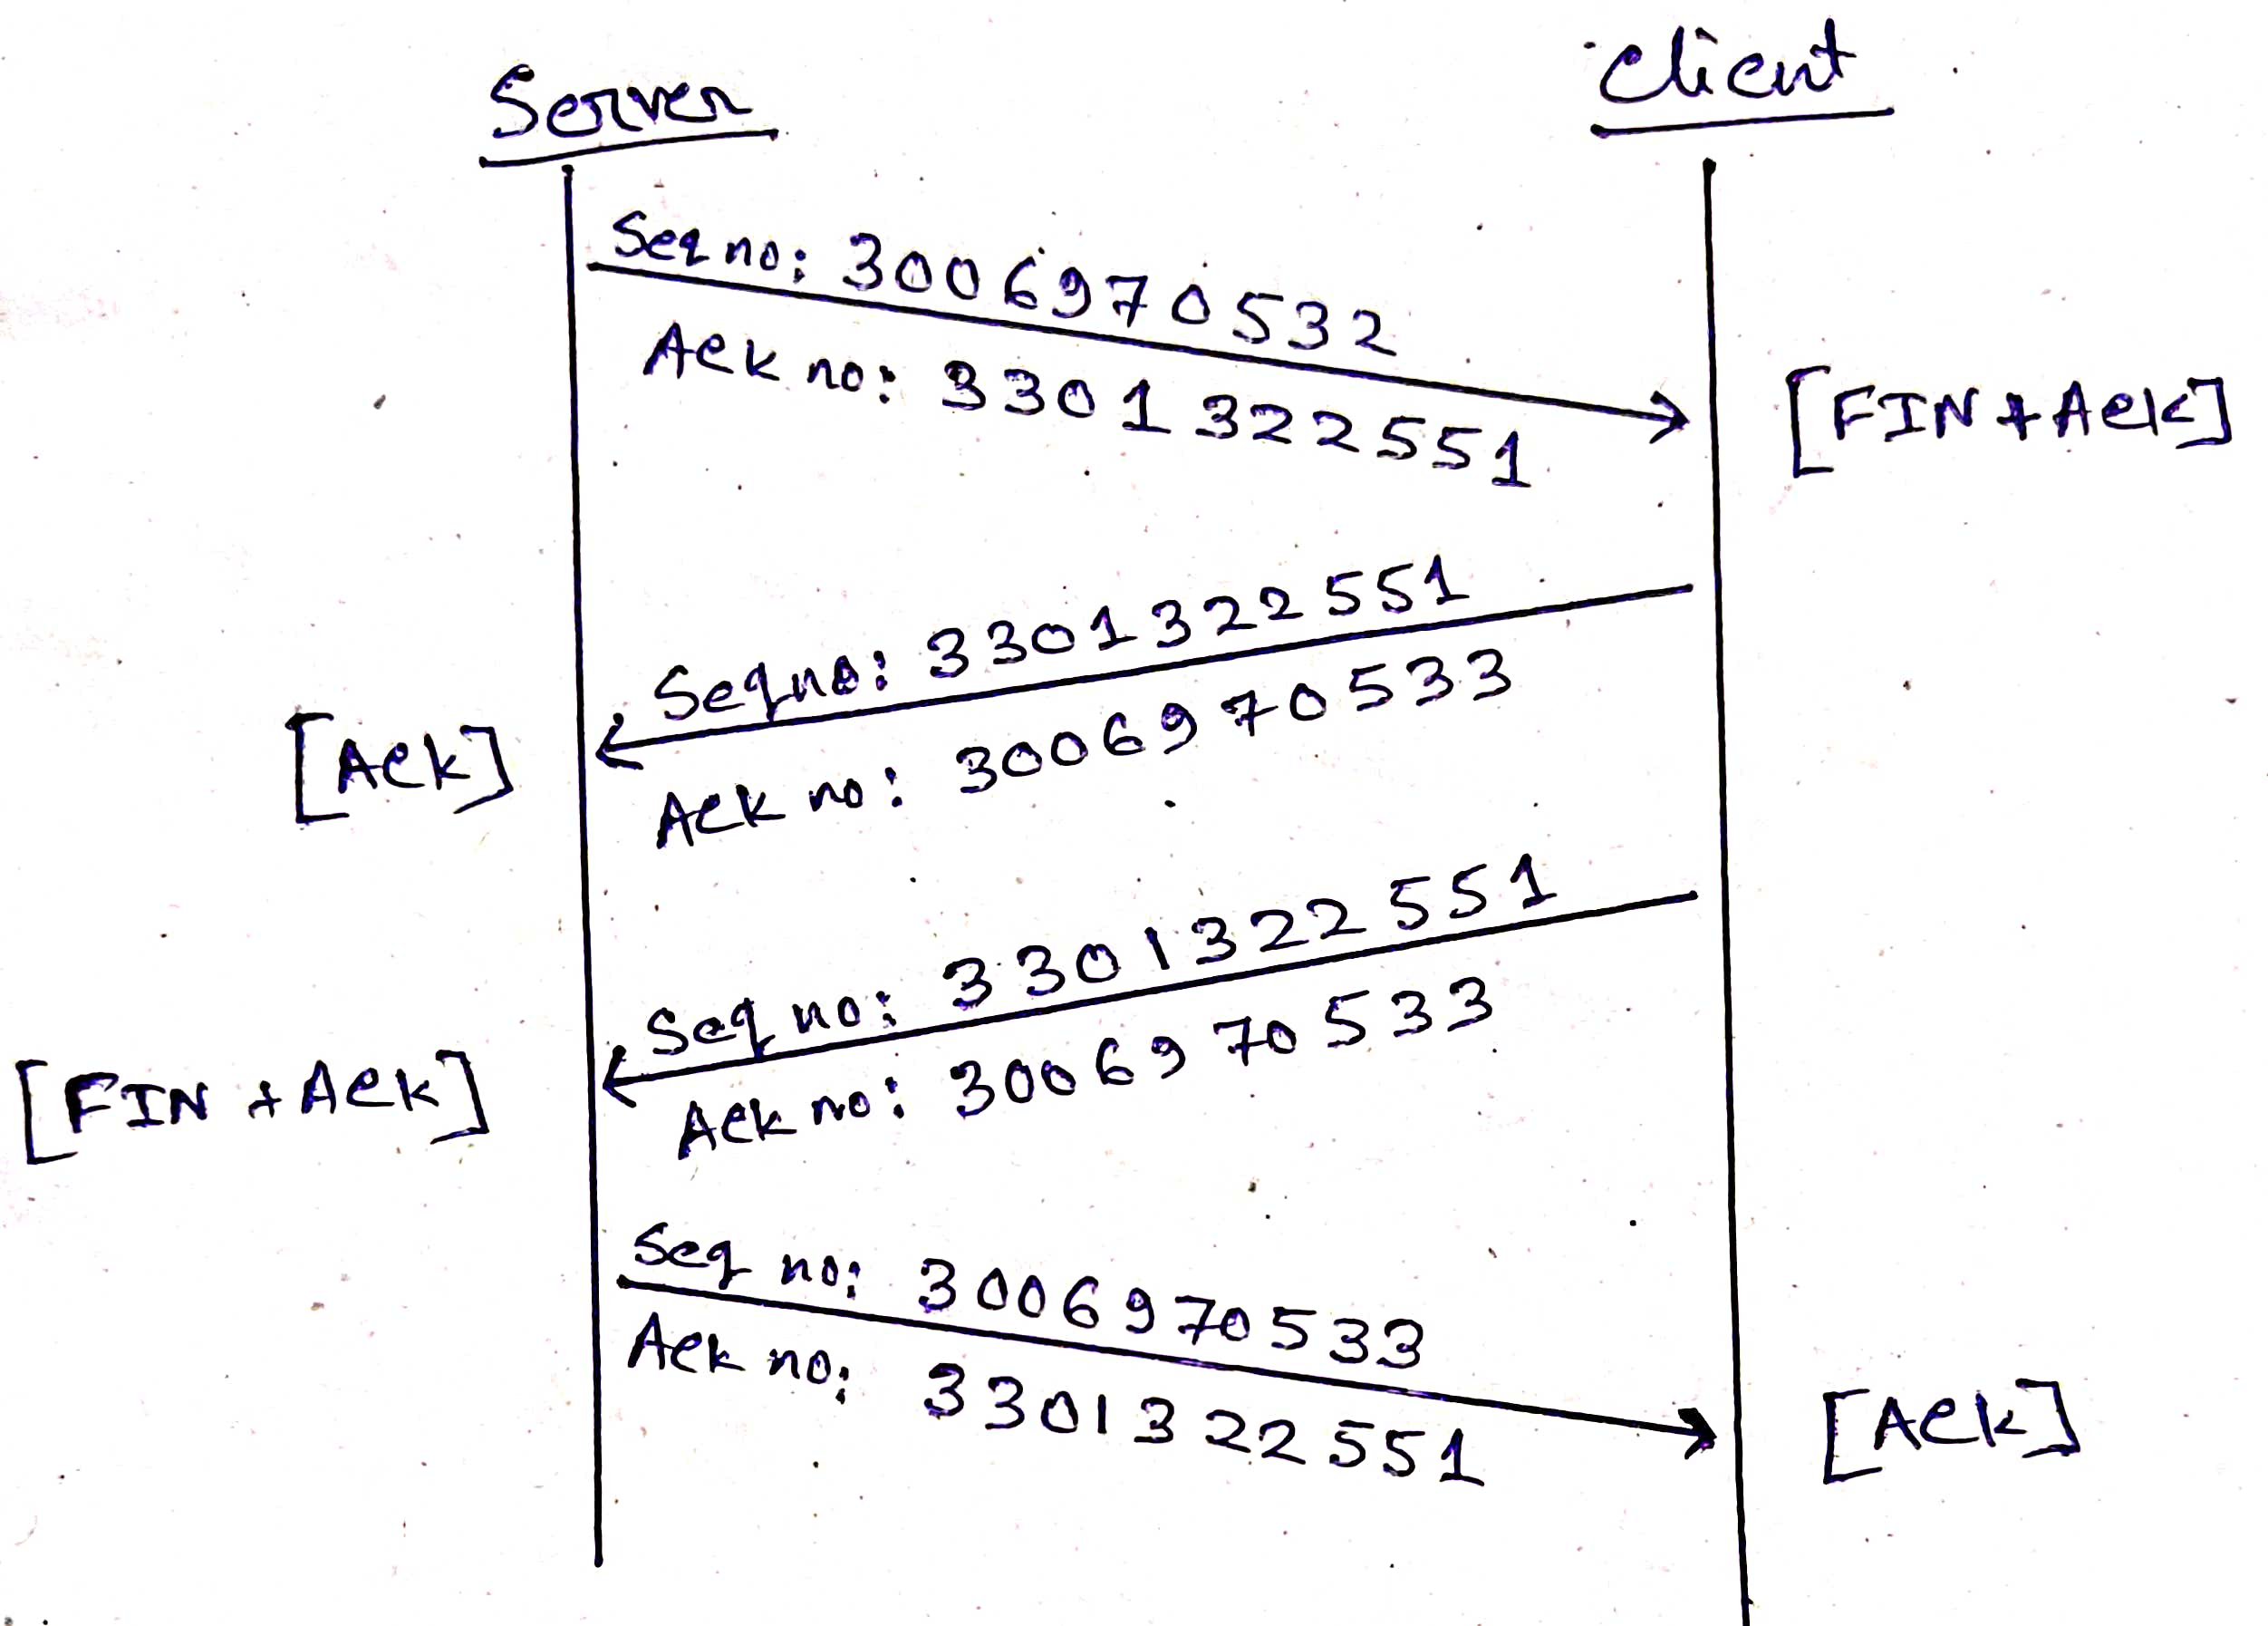 Server
Client
Seq no: 3006970532
Ack no: 3301322551
[FIN + Ack]
Seq no: 3301322551
Ack no: 3006970533
[Ack]
Seq no: 3301322551
Ack no: 3006970533
[FIN + Ack]
Seq no: 3006970533
Ack no: 3301322551
[Ack]